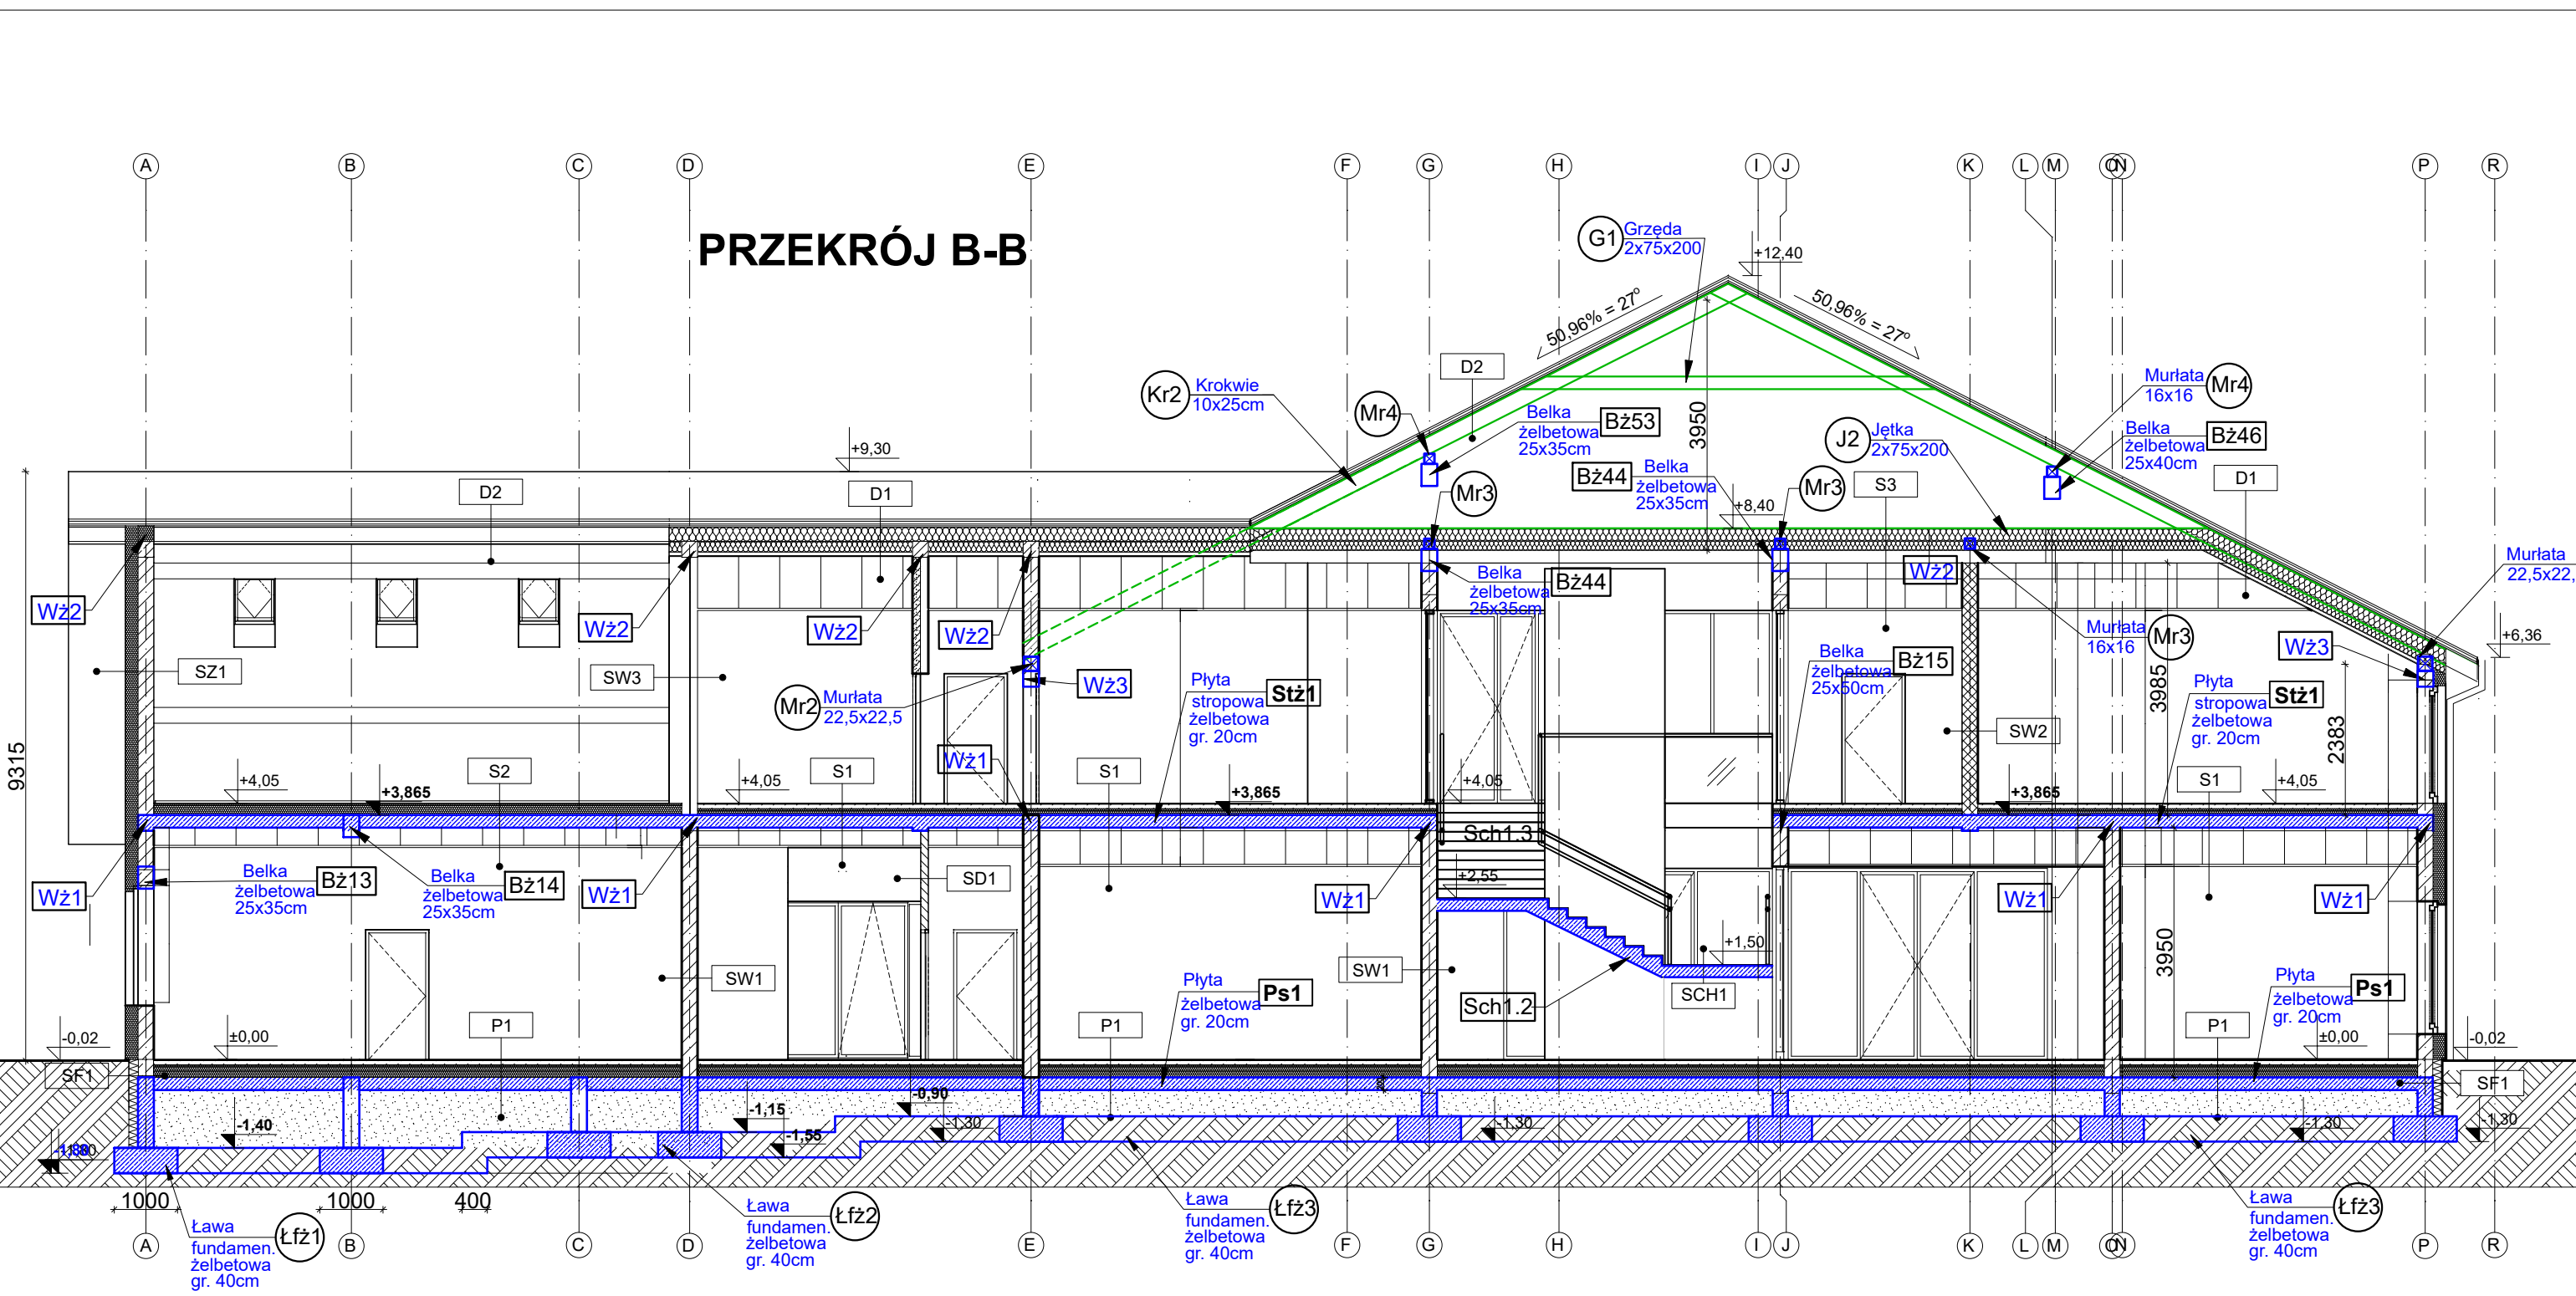 A
B
C
D
E
F
G
H
I
J
K
L
M
N
P
R
PRZEKRÓJ B-B
G1
Grzęda
2x75x200
+12,40
50,96% = 27°
50,96% = 27°
D2
Kr2
Krokwie
10x25cm
Mr4
Belka
żelbetowa
25x35cm
Bż53
3950
J2
Jętka
2x75x200
Murłata
16x16
Mr4
Belka
żelbetowa
25x40cm
Bż46
+9,30
D2
D1
Bż44
Belka
żelbetowa
25x35cm
Mr3
Mr3
S3
D1
+8,40
Murłata
22,5x22,
Wż2
Wż2
Wż2
Wż2
Belka
żelbetowa
25x35cm
Bż44
Wż2
Murłata
16x16
Mr3
Wż3
+6,36
SZ1
SW3
Mr2
Murłata
22,5x22,5
Wż3
Płyta
stropowa
żelbetowa
gr. 20cm
Stż1
Belka
żelbetowa
25x50cm
Bż15
3985
Płyta
stropowa
żelbetowa
gr. 20cm
Stż1
SW2
2383
9315
+4,05
+3,865
S2
+4,05
S1
Wż1
S1
+3,865
+4,05
+3,865
S1
+4,05
Sch1.3
Wż1
Belka
żelbetowa
25x35cm
Bż13
Belka
żelbetowa
25x35cm
Bż14
Wż1
SD1
Wż1
+2,55
Wż1
Wż1
+1,50
3950
SW1
SW1
Sch1.2
SCH1
Płyta
żelbetowa
gr. 20cm
Ps1
Płyta
żelbetowa
gr. 20cm
Ps1
-0,02
±0,00
P1
P1
P1
±0,00
-0,02
SF1
SF1
-1,40
-1,15
-0,90
-1,55
-1,30
-1,30
-1,30
-1,30
1000
1000
400
Ława
fundamen.
żelbetowa
gr. 40cm
Łfż1
Ława
fundamen.
żelbetowa
gr. 40cm
Łfż2
Ława
fundamen.
żelbetowa
gr. 40cm
Łfż3
Ława
fundamen.
żelbetowa
gr. 40cm
Łfż3
A
B
C
D
E
F
G
H
I
J
K
L
M
N
P
R